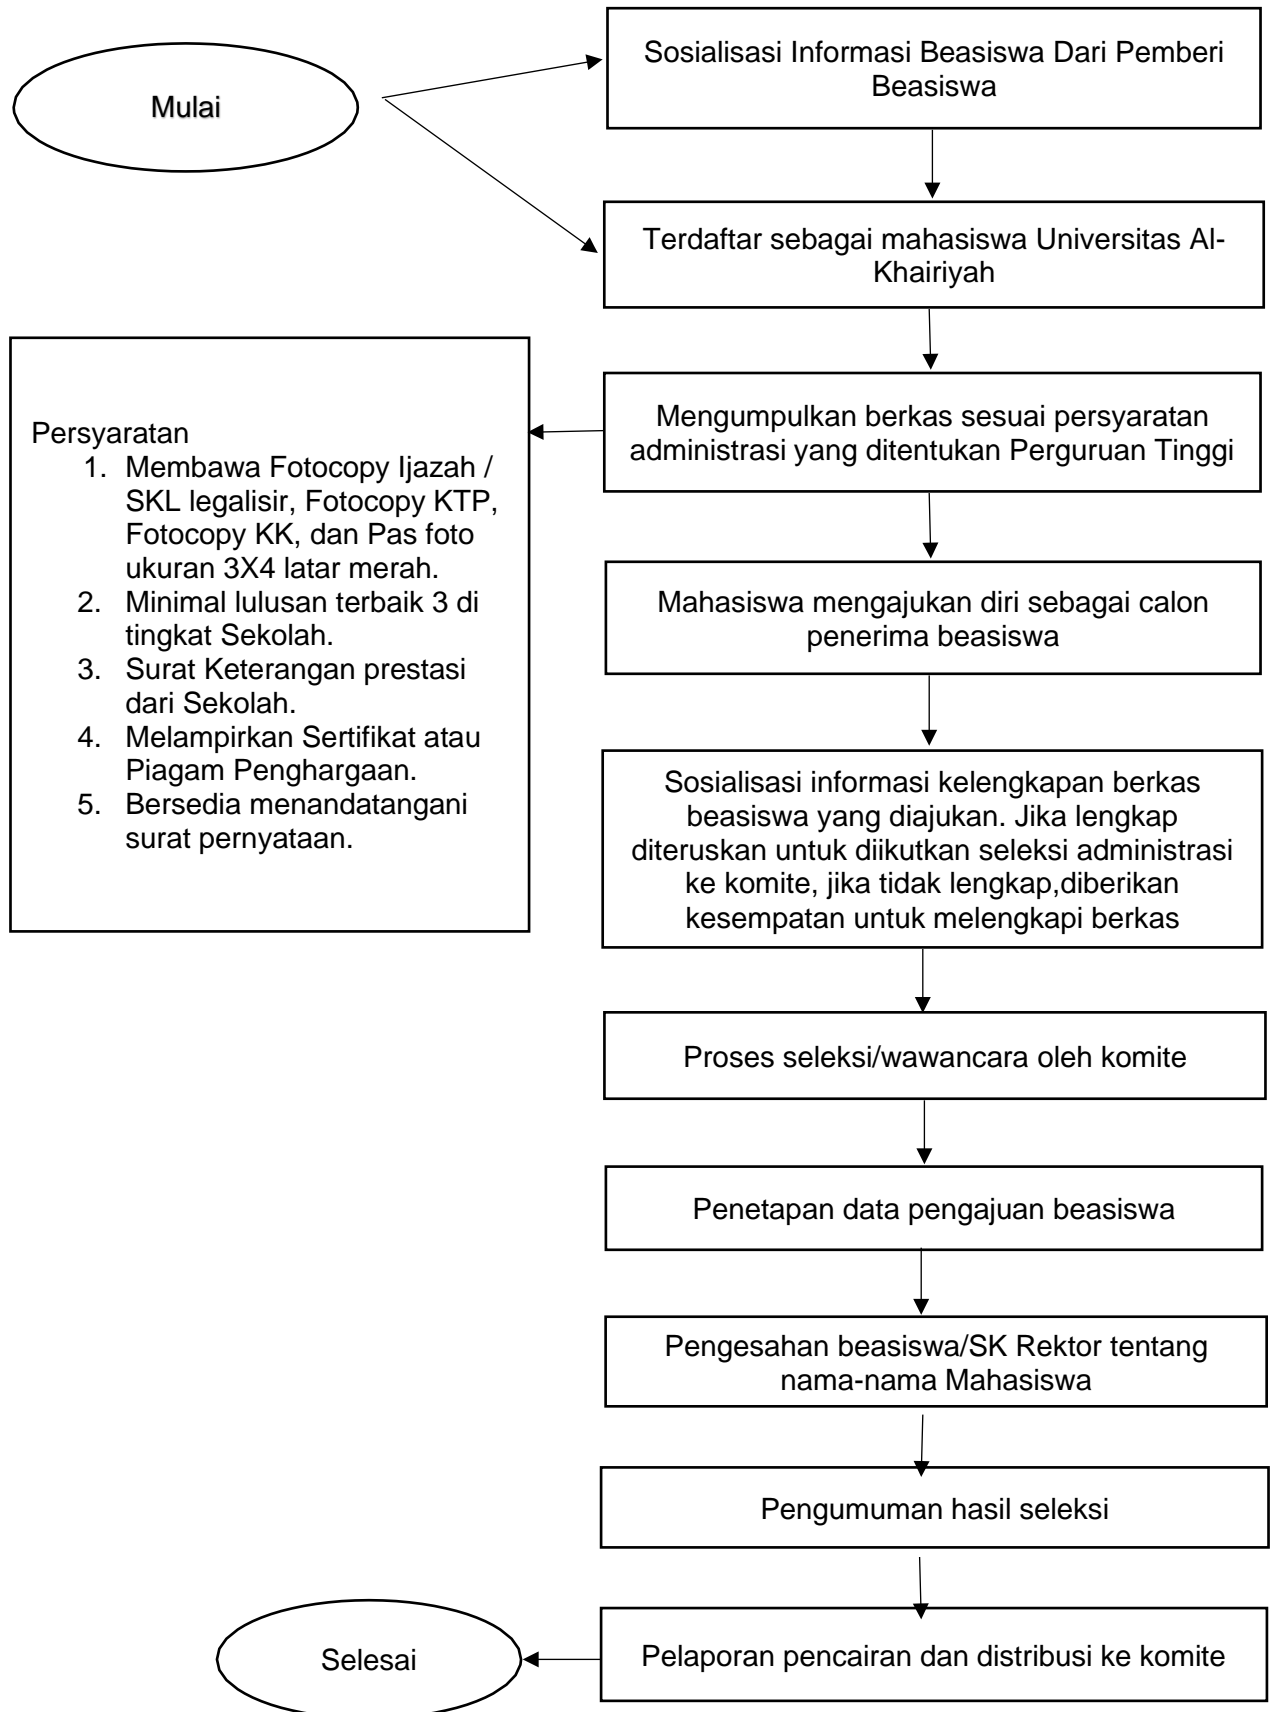 Mulai
Sosialisasi Informasi Beasiswa Dari Pemberi
Beasiswa
Terdaftar sebagai mahasiswa Universitas Al-
Khairiyah
Mengumpulkan berkas sesuai persyaratan
administrasi yang ditentukan Perguruan Tinggi
Persyaratan
1. Membawa Fotocopy Ijazah /
SKL legalisir, Fotocopy KTP,
Fotocopy KK, dan Pas foto
ukuran 3X4 latar merah.
2. Minimal lulusan terbaik 3 di
tingkat Sekolah.
3. Surat Keterangan prestasi
dari Sekolah.
4. Melampirkan Sertifikat atau
Piagam Penghargaan.
5. Bersedia menandatangani
surat pernyataan.
Mahasiswa mengajukan diri sebagai calon
penerima beasiswa
Sosialisasi informasi kelengkapan berkas
beasiswa yang diajukan. Jika lengkap
diteruskan untuk diikutkan seleksi administrasi
ke komite, jika tidak lengkap,diberikan
kesempatan untuk melengkapi berkas
Proses seleksi/wawancara oleh komite
Penetapan data pengajuan beasiswa
Pengesahan beasiswa/SK Rektor tentang
nama-nama Mahasiswa
Pengumuman hasil seleksi
Pelaporan pencairan dan distribusi ke komite
Selesai